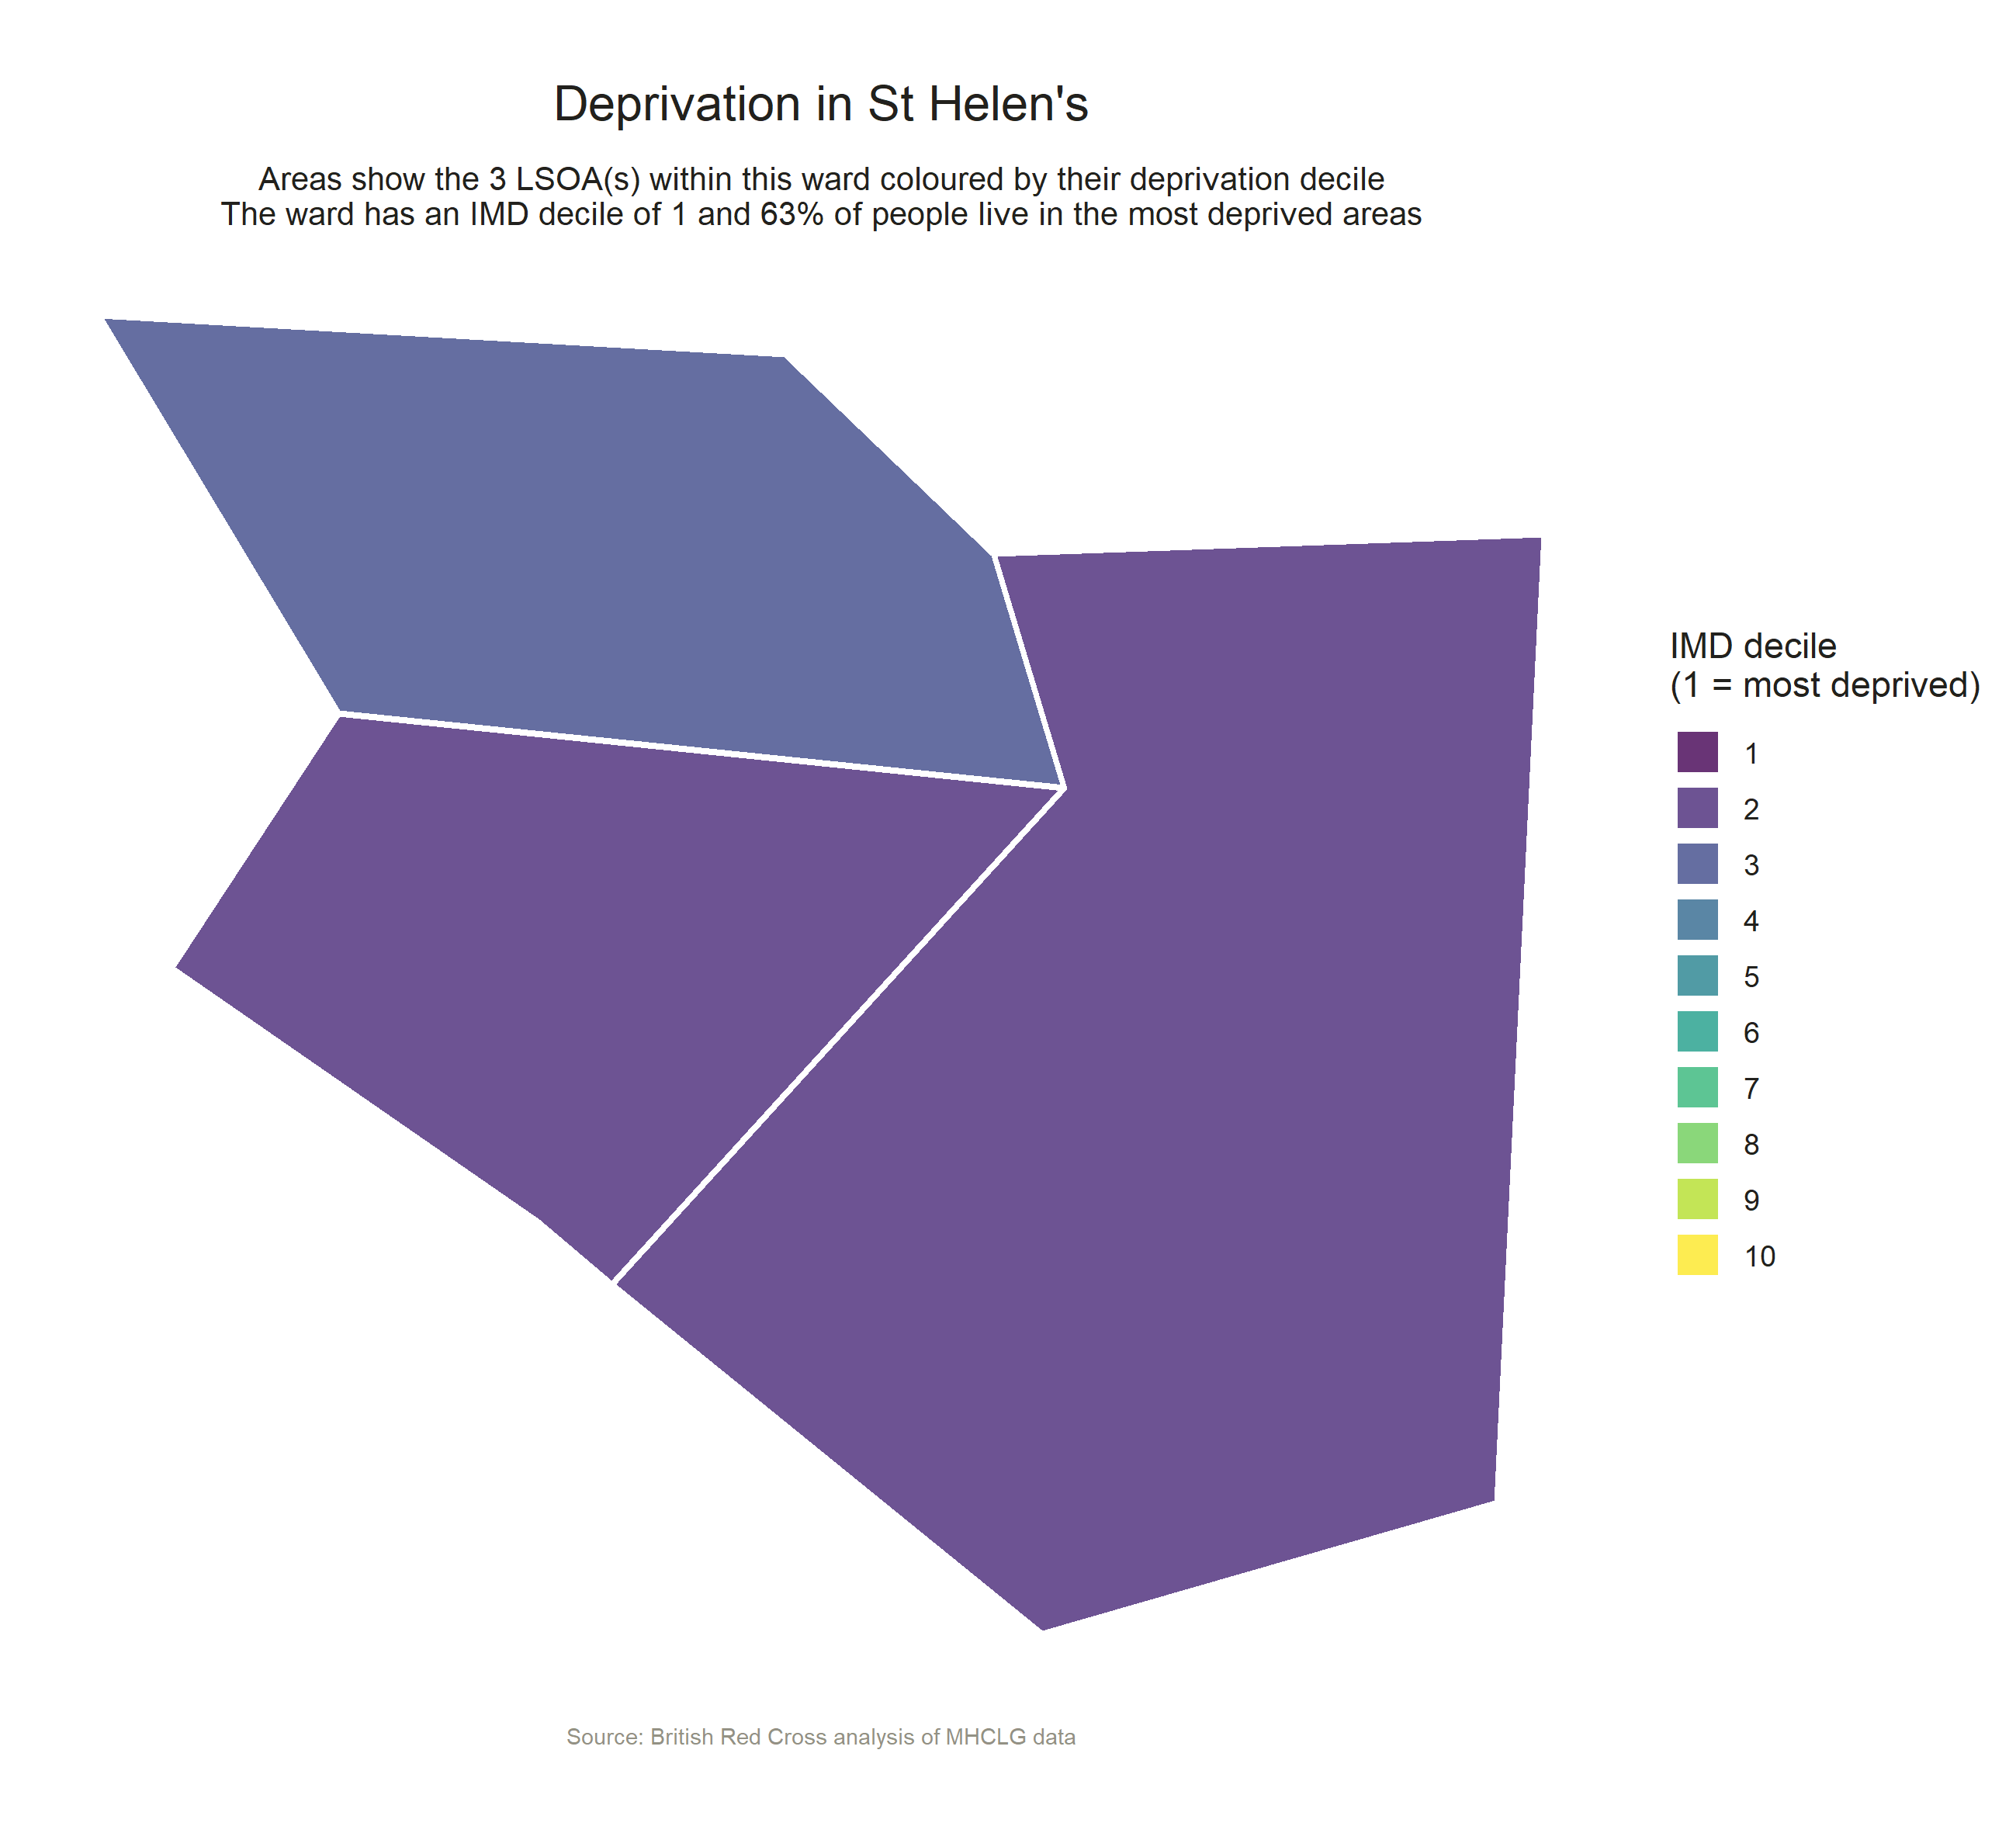 Deprivation in St Helen's
Areas show the 3 LSOA(s) within this ward coloured by their deprivation decile
The ward has an IMD decile of 1 and 63% of people live in the most deprived areas
IMD decile
(1 = most deprived)
1
2
3
4
5
6
7
8
9
10
Source: British Red Cross analysis of MHCLG data